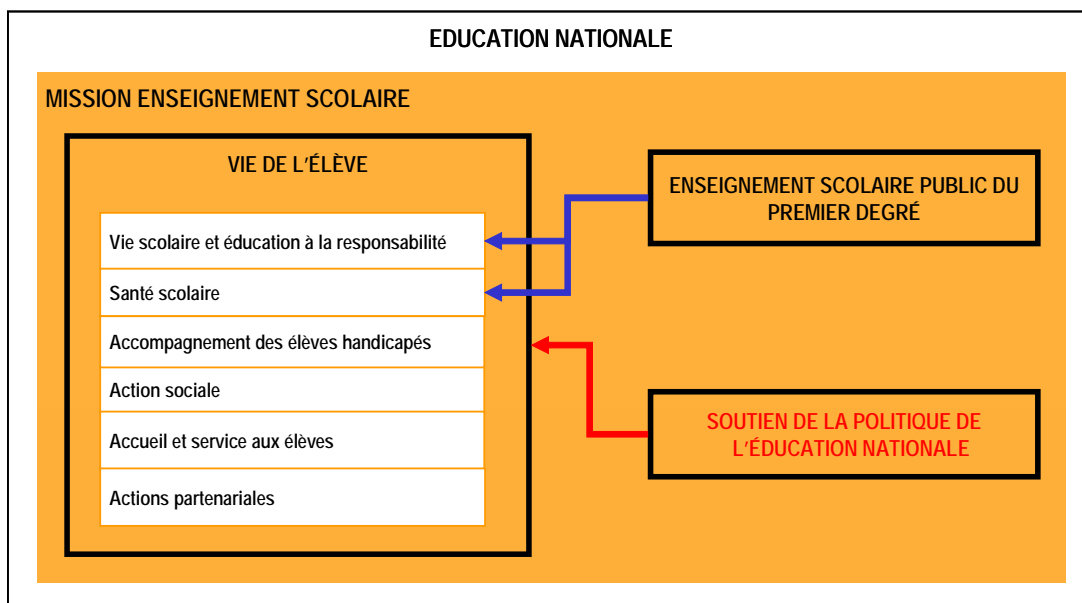 EDUCATION NATIONALE
MISSION ENSEIGNEMENT SCOLAIRE
VIE DE L'ÉLÈVE
Vie scolaire et éducation à la responsabilité
Santé scolaire
Accompagnement des élèves handicapés
Action sociale
Accueil et service aux élèves
Actions partenariales
ENSEIGNEMENT SCOLAIRE PUBLIC DU
PREMIER DEGRÉ
SOUTIEN DE LA POLITIQUE DE
L'ÉDUCATION NATIONALE